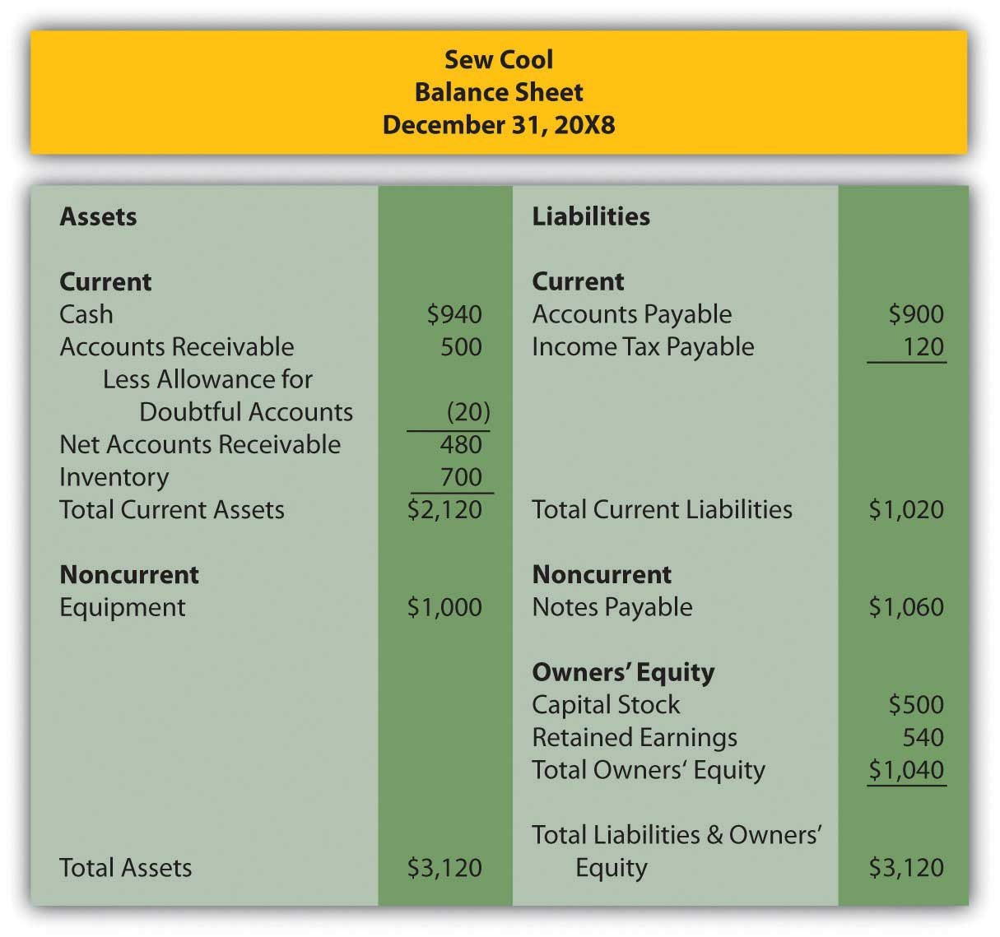 Sew Cool
Balance Sheet
December 31, 20X8
Assets
Current
Cash $940
Accounts Receivable 500
Less Allowance for
Doubtful Accounts (20)
Net Accounts Receivable 480
Inventory 700
Total Current Assets $2,120
Noncurrent
Equipment $1,000
Total Assets $3,120
Liabilities
Current
Accounts Payable $900
Income Tax Payable 120
Total Current Liabilities $1,020
Noncurrent
Notes Payable $1,060
Owners’ Equity
Capital Stock $500
Retained Earnings 540
Total Owners‘ Equity $1,040
Total Liabilities & Owners’
Equity $3,120